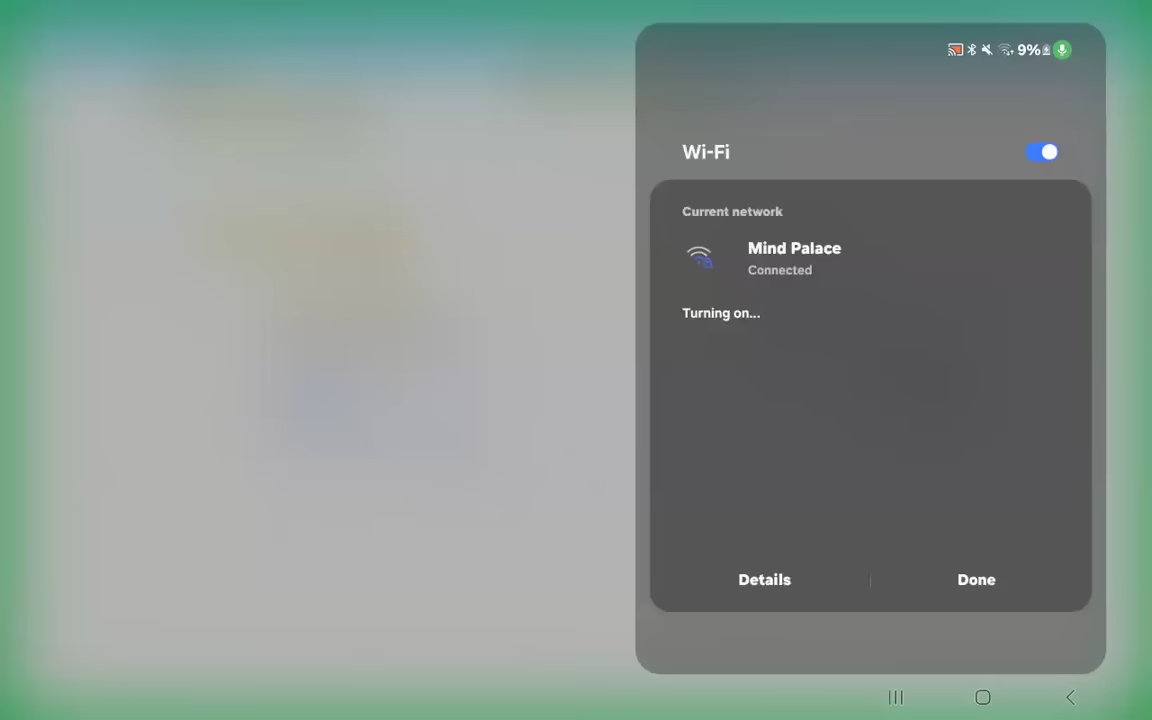 9%
Wi-Fi
Current network
Mind Palace
Connected
Turning on...
Details
Done